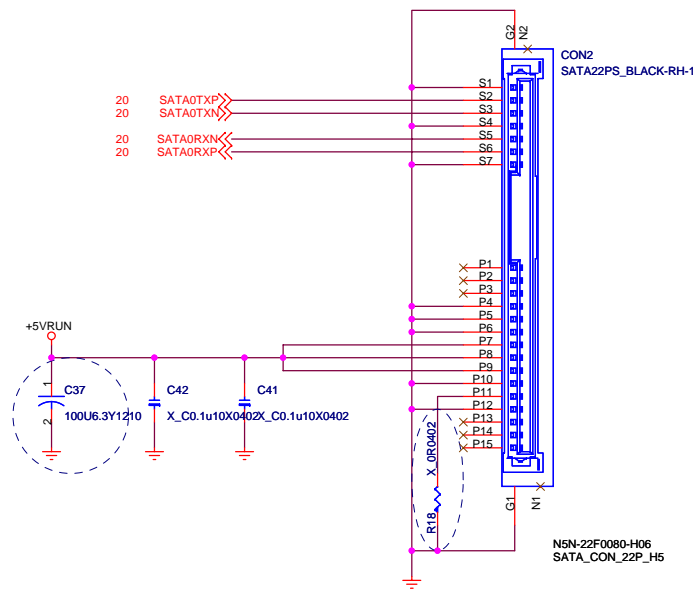 G2
N2
CON2
SATA22PS_BLACK-RH-1
S1
20 SATA0TXP S2
20 SATA0TXN S3
S4
20 SATA0RXN S5
20 SATA0RXP S6
S7
P1
P2
P3
P4
P5
+5VRUN P6
P7
P8
P9
P10
1 C37 C42 C41 P11
P12
2 100U6.3Y1210 X_C0.1u10X0402 X_C0.1u10X0402 P13
P14
P15
X_0R0402
R18
G1
N1
N5N-22F0080-H06
SATA_CON_22P_H5